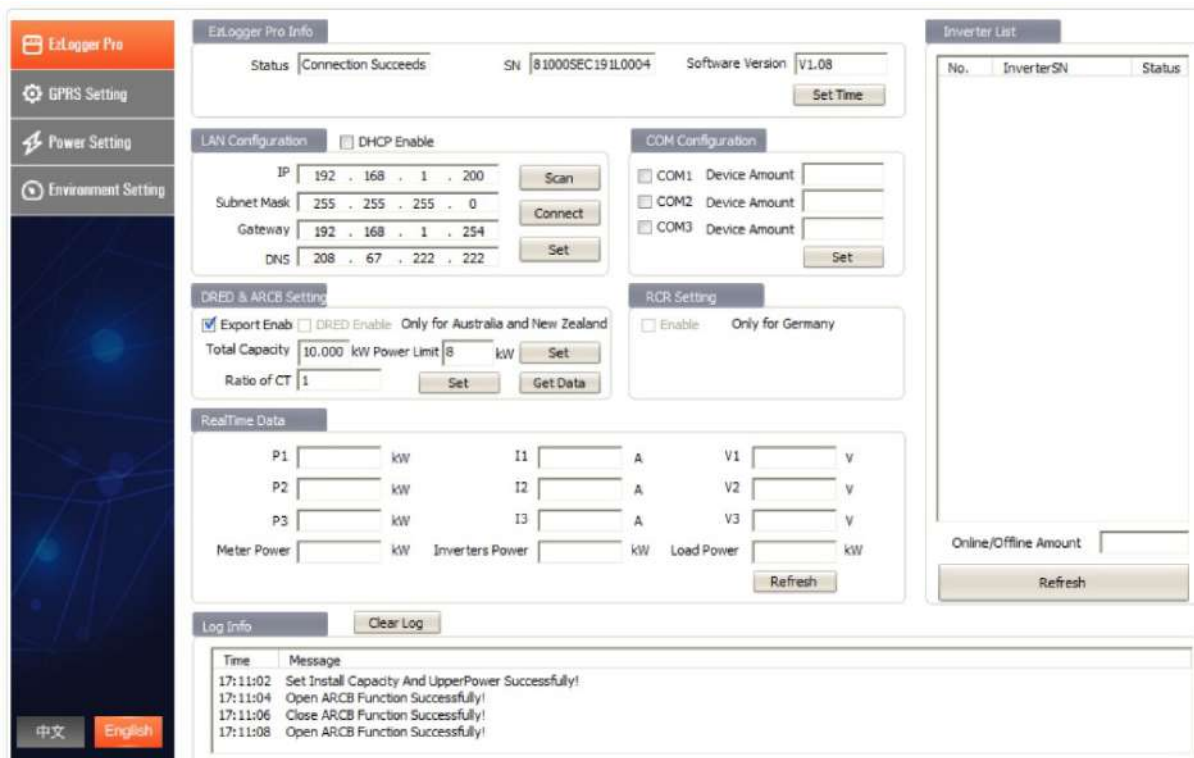 EzLogger Pro
GPRS Setting
Power Setting
Environment Setting
中文 English
EzLogger Pro Info
Status Connection Succeeds SN 81000SEC191L0004 Software Version V1.08
Set Time
LAN Configuration DHCP Enable
IP 192 . 168 . 1 . 200 Scan
Subnet Mask 255 . 255 . 255 . 0 Connect
Gateway 192 . 168 . 1 . 254
DNS 208 . 67 . 222 . 222 Set
COM Configuration
COM1 Device Amount
COM2 Device Amount
COM3 Device Amount
Set
DRED & ARCB Setting
Export Enab DRED Enable Only for Australia and New Zealand
Total Capacity 10.000 kW Power Limit 8 kW Set
Ratio of CT 1 Set Get Data
RCR Setting
Enable Only for Germany
RealTime Data
P1 kW I1 A V1 V
P2 kW I2 A V2 V
P3 kW I3 A V3 V
Meter Power kW Inverters Power kW Load Power kW
Refresh
Inverter List
No. InverterSN Status
Online/Offline Amount
Refresh
Log Info Clear Log
Time Message
17:11:02 Set Install Capacity And UpperPower Successfully!
17:11:04 Open ARCB Function Successfully!
17:11:06 Close ARCB Function Successfully!
17:11:08 Open ARCB Function Successfully!